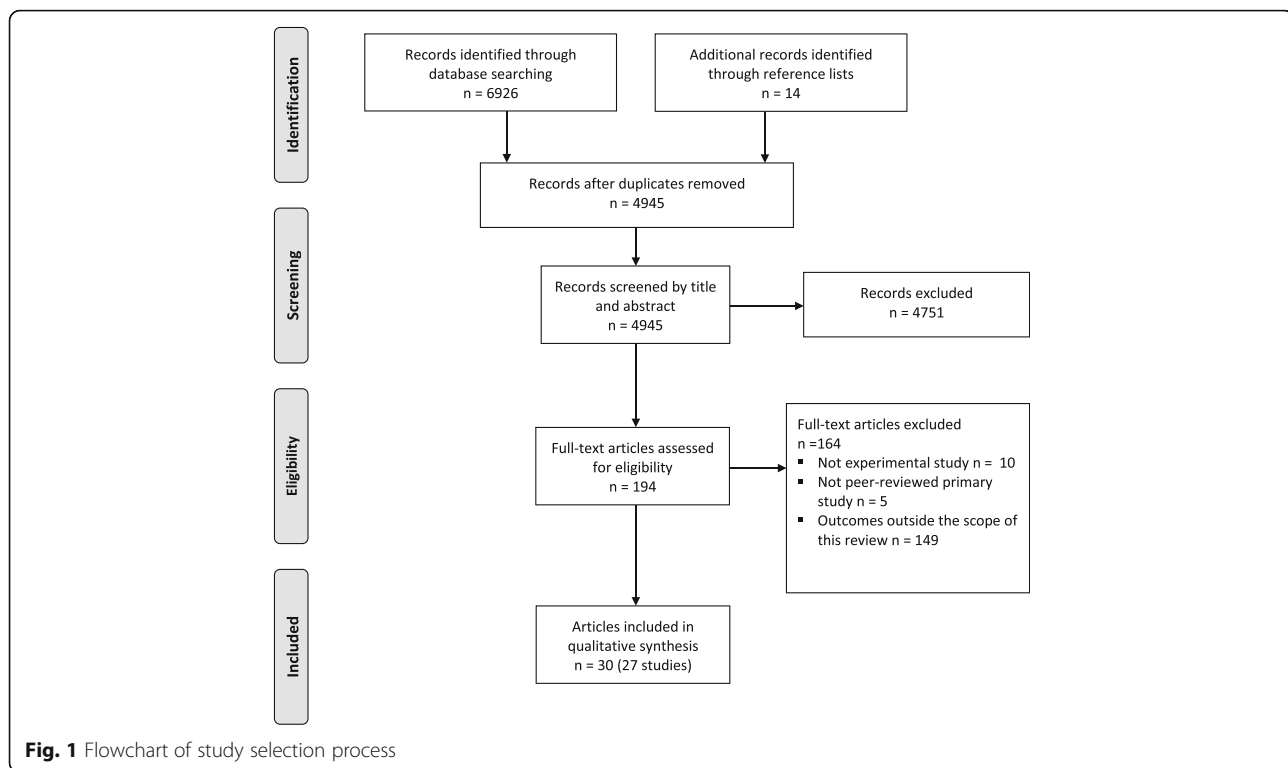 Identification
Records identified through
database searching
n = 6926
Additional records identified
through reference lists
n = 14
Records after duplicates removed
n = 4945
Screening
Records screened by title
and abstract
n = 4945
Records excluded
n = 4751
Eligibility
Full-text articles assessed
for eligibility
n = 194
Full-text articles excluded
n =164
▪ Not experimental study n = 10
▪ Not peer-reviewed primary
study n = 5
▪ Outcomes outside the scope of
this review n = 149
Included
Articles included in
qualitative synthesis
n = 30 (27 studies)
Fig. 1 Flowchart of study selection process